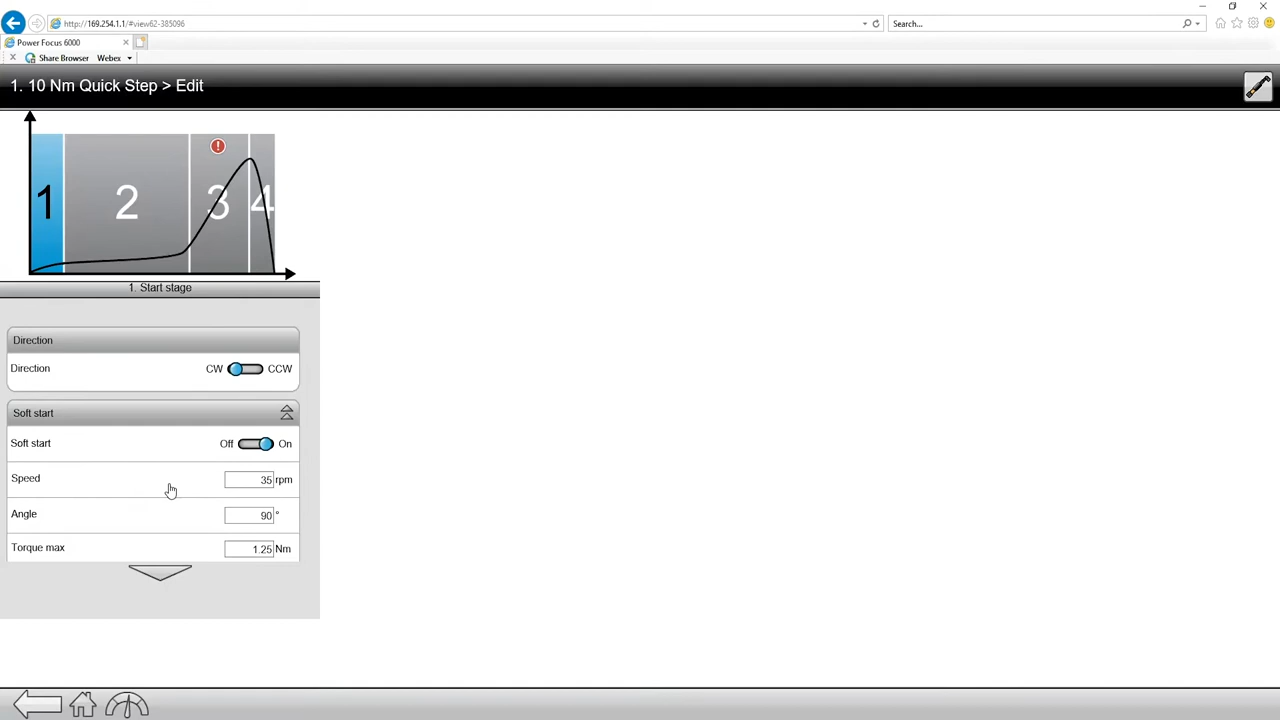 http://169.254.1.1/#view62-385096
Search...
Power Focus 6000
Share Browser Webex
1. 10 Nm Quick Step > Edit
1 2 3 4
!
1. Start stage
Direction
Direction CW CCW
Soft start
Soft start Off On
Speed 35 rpm
Angle 90 °
Torque max 1.25 Nm